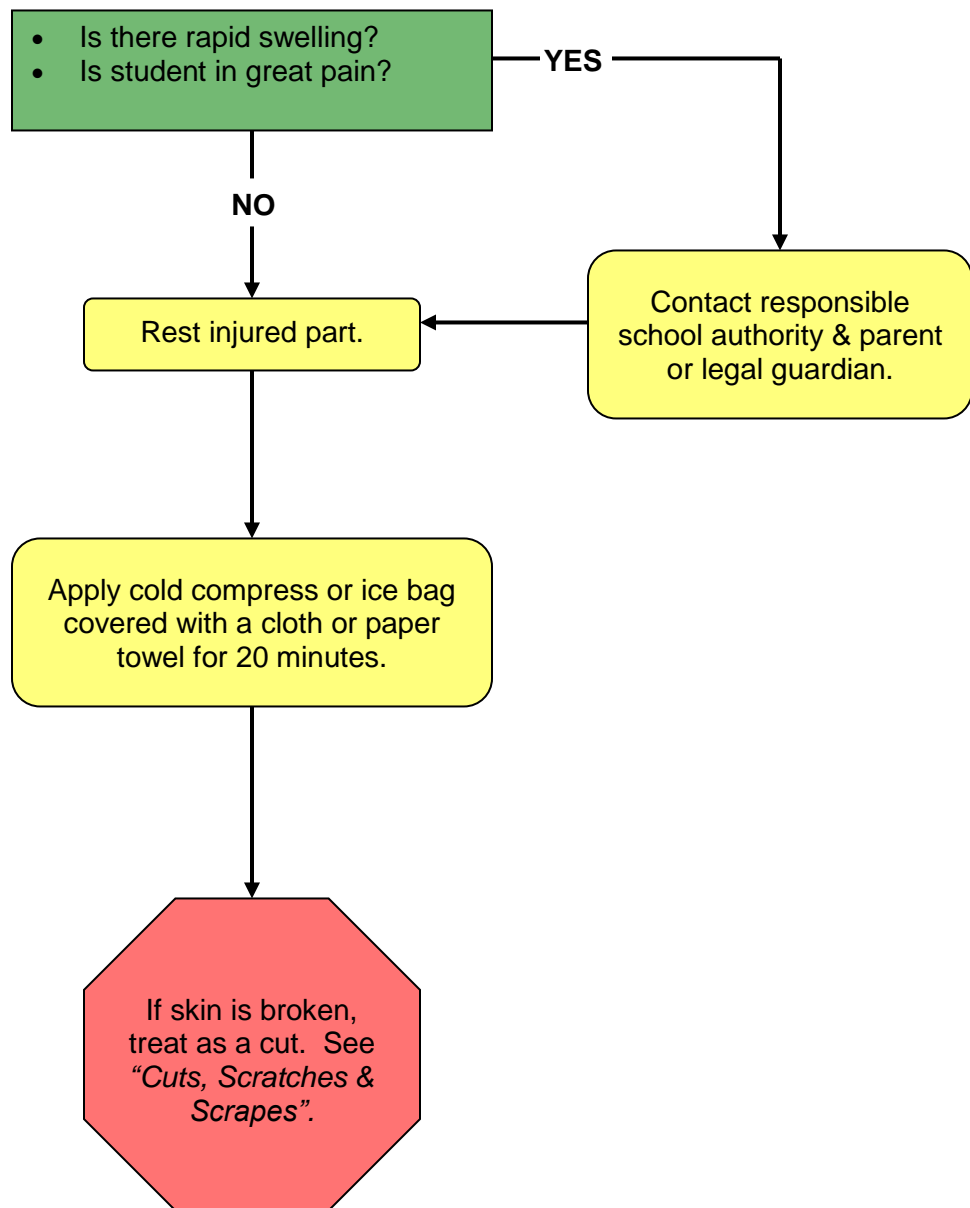 • Is there rapid swelling?
• Is student in great pain?
YES
NO
Rest injured part.
Contact responsible
school authority & parent
or legal guardian.
Apply cold compress or ice bag
covered with a cloth or paper
towel for 20 minutes.
If skin is broken,
treat as a cut.  See
“Cuts, Scratches &
Scrapes”.